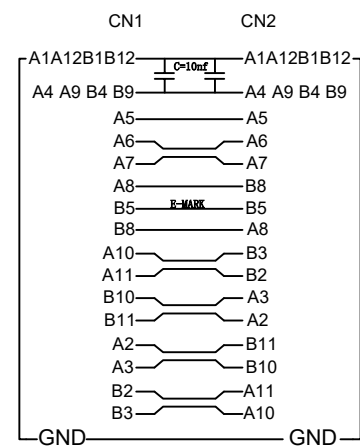 CN1 CN2
A1A12B1B12 A1A12B1B12
C=10nf
A4 A9 B4 B9 A4 A9 B4 B9
A5 A5
A6 A6
A7 A7
A8 B8
B5 E-MARK B5
B8 A8
A10 B3
A11 B2
B10 A3
B11 A2
A2 B11
A3 B10
B2 A11
B3 A10
GND GND